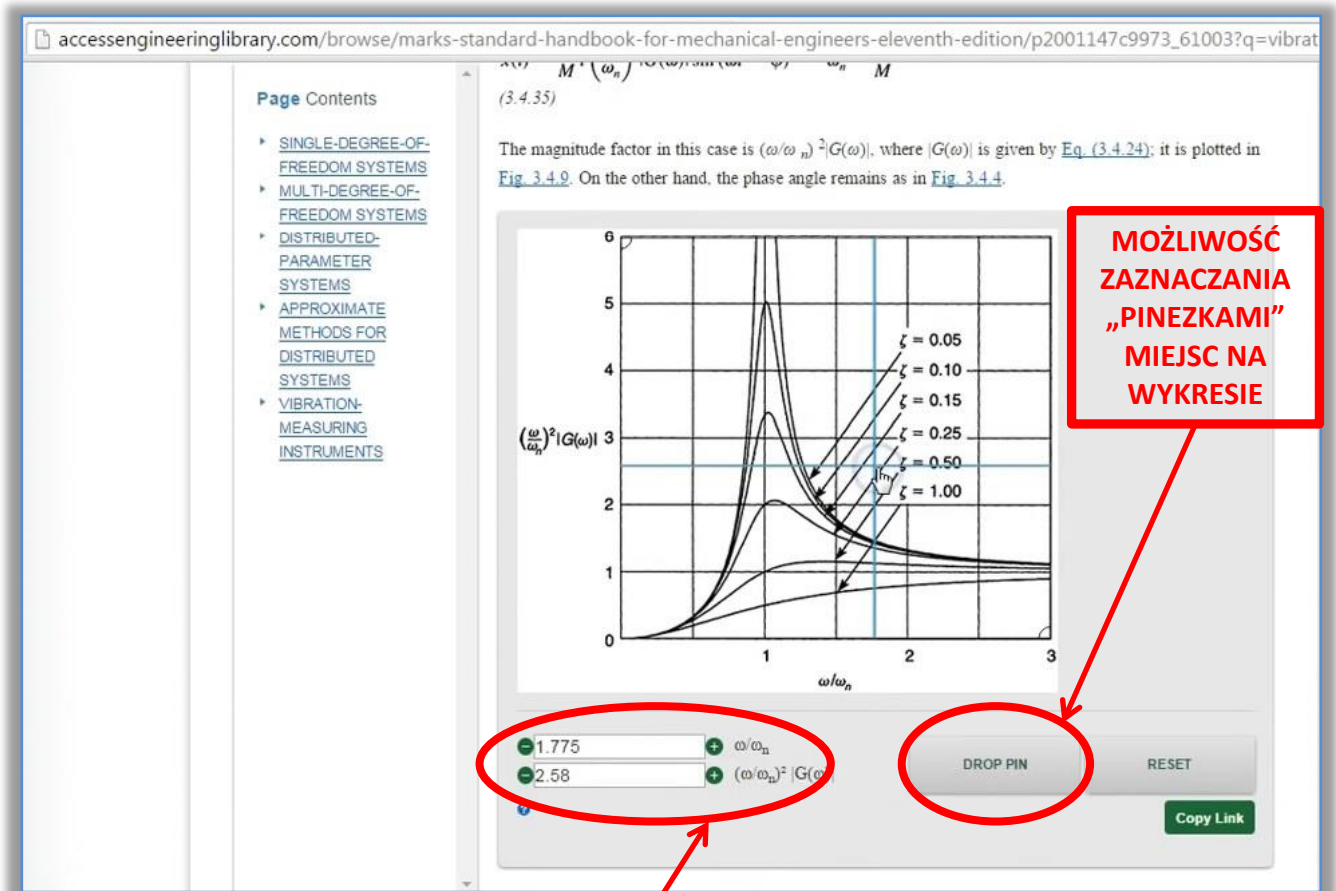 accessengineeringlibrary.com/browse/marks-standard-handbook-for-mechanical-engineers-eleventh-edition/p2001147c9973_61003?q=vibrat
Page Contents
SINGLE-DEGREE-OF-
FREEDOM SYSTEMS
MULTI-DEGREE-OF-
FREEDOM SYSTEMS
DISTRIBUTED-
PARAMETER
SYSTEMS
APPROXIMATE
METHODS FOR
DISTRIBUTED
SYSTEMS
VIBRATION-
MEASURING
INSTRUMENTS
(3.4.35)
The magnitude factor in this case is (ω/ω n) ²|G(ω)|, where |G(ω)| is given by Eq. (3.4.24); it is plotted in
Fig. 3.4.9. On the other hand, the phase angle remains as in Fig. 3.4.4.
6
5
4
3
2
1
0
(ω/ωn)²|G(ω)|
ζ = 0.05
ζ = 0.10
ζ = 0.15
ζ = 0.25
ζ = 0.50
ζ = 1.00
1
2
3
ω/ωn
MOŻLIWOŚĆ
ZAZNACZANIA
„PINEZKAMI”
MIEJSC NA
WYKRESIE
1.775 ω/ωn
2.58 (ω/ωn)² |G(ω)|
DROP PIN
RESET
Copy Link